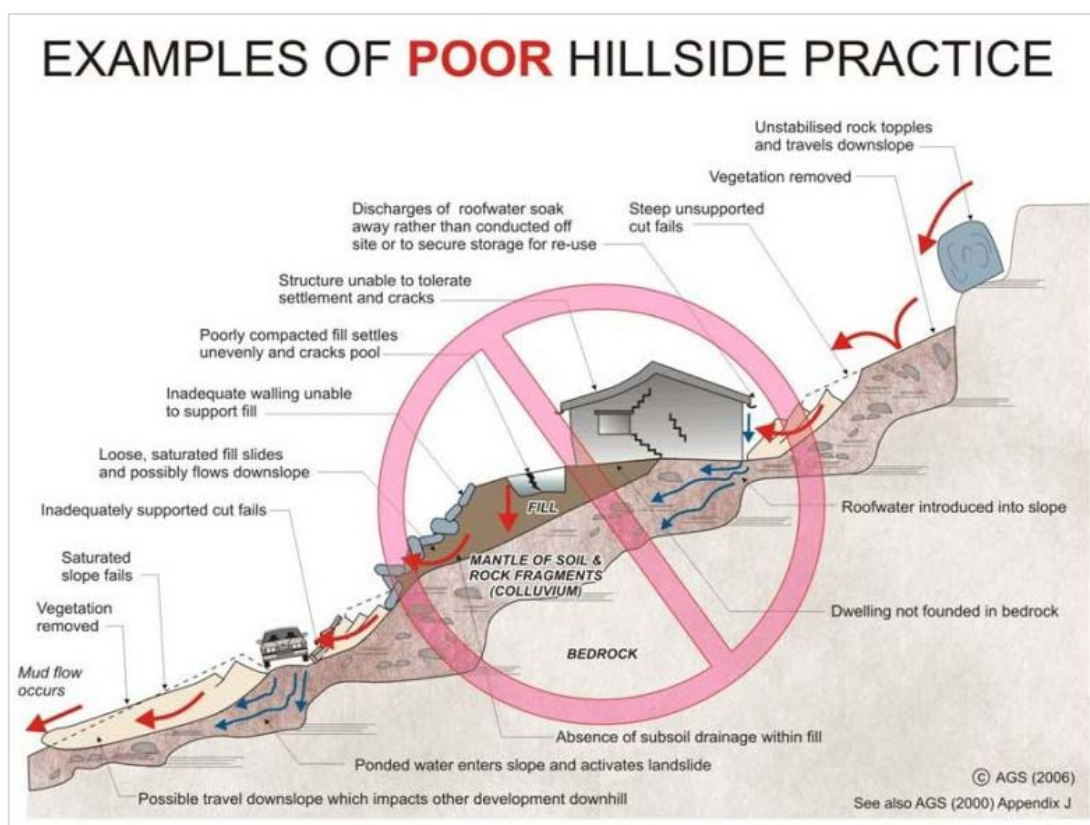 EXAMPLES OF POOR HILLSIDE PRACTICE
Unstabilised rock topples
and travels downslope
Vegetation removed
Discharges of roofwater soak
away rather than conducted off
site or to secure storage for re-use
Steep unsupported
cut fails
Structure unable to tolerate
settlement and cracks
Poorly compacted fill settles
unevenly and cracks pool
Inadequate walling unable
to support fill
Loose, saturated fill slides
and possibly flows downslope
Inadequately supported cut fails
Saturated
slope fails
Vegetation
removed
Mud flow
occurs
FILL
MANTLE OF SOIL &
ROCK FRAGMENTS
(COLLUVIUM)
BEDROCK
Roofwater introduced into slope
Dwelling not founded in bedrock
Absence of subsoil drainage within fill
Ponded water enters slope and activates landslide
Possible travel downslope which impacts other development downhill
© AGS (2006)
See also AGS (2000) Appendix J